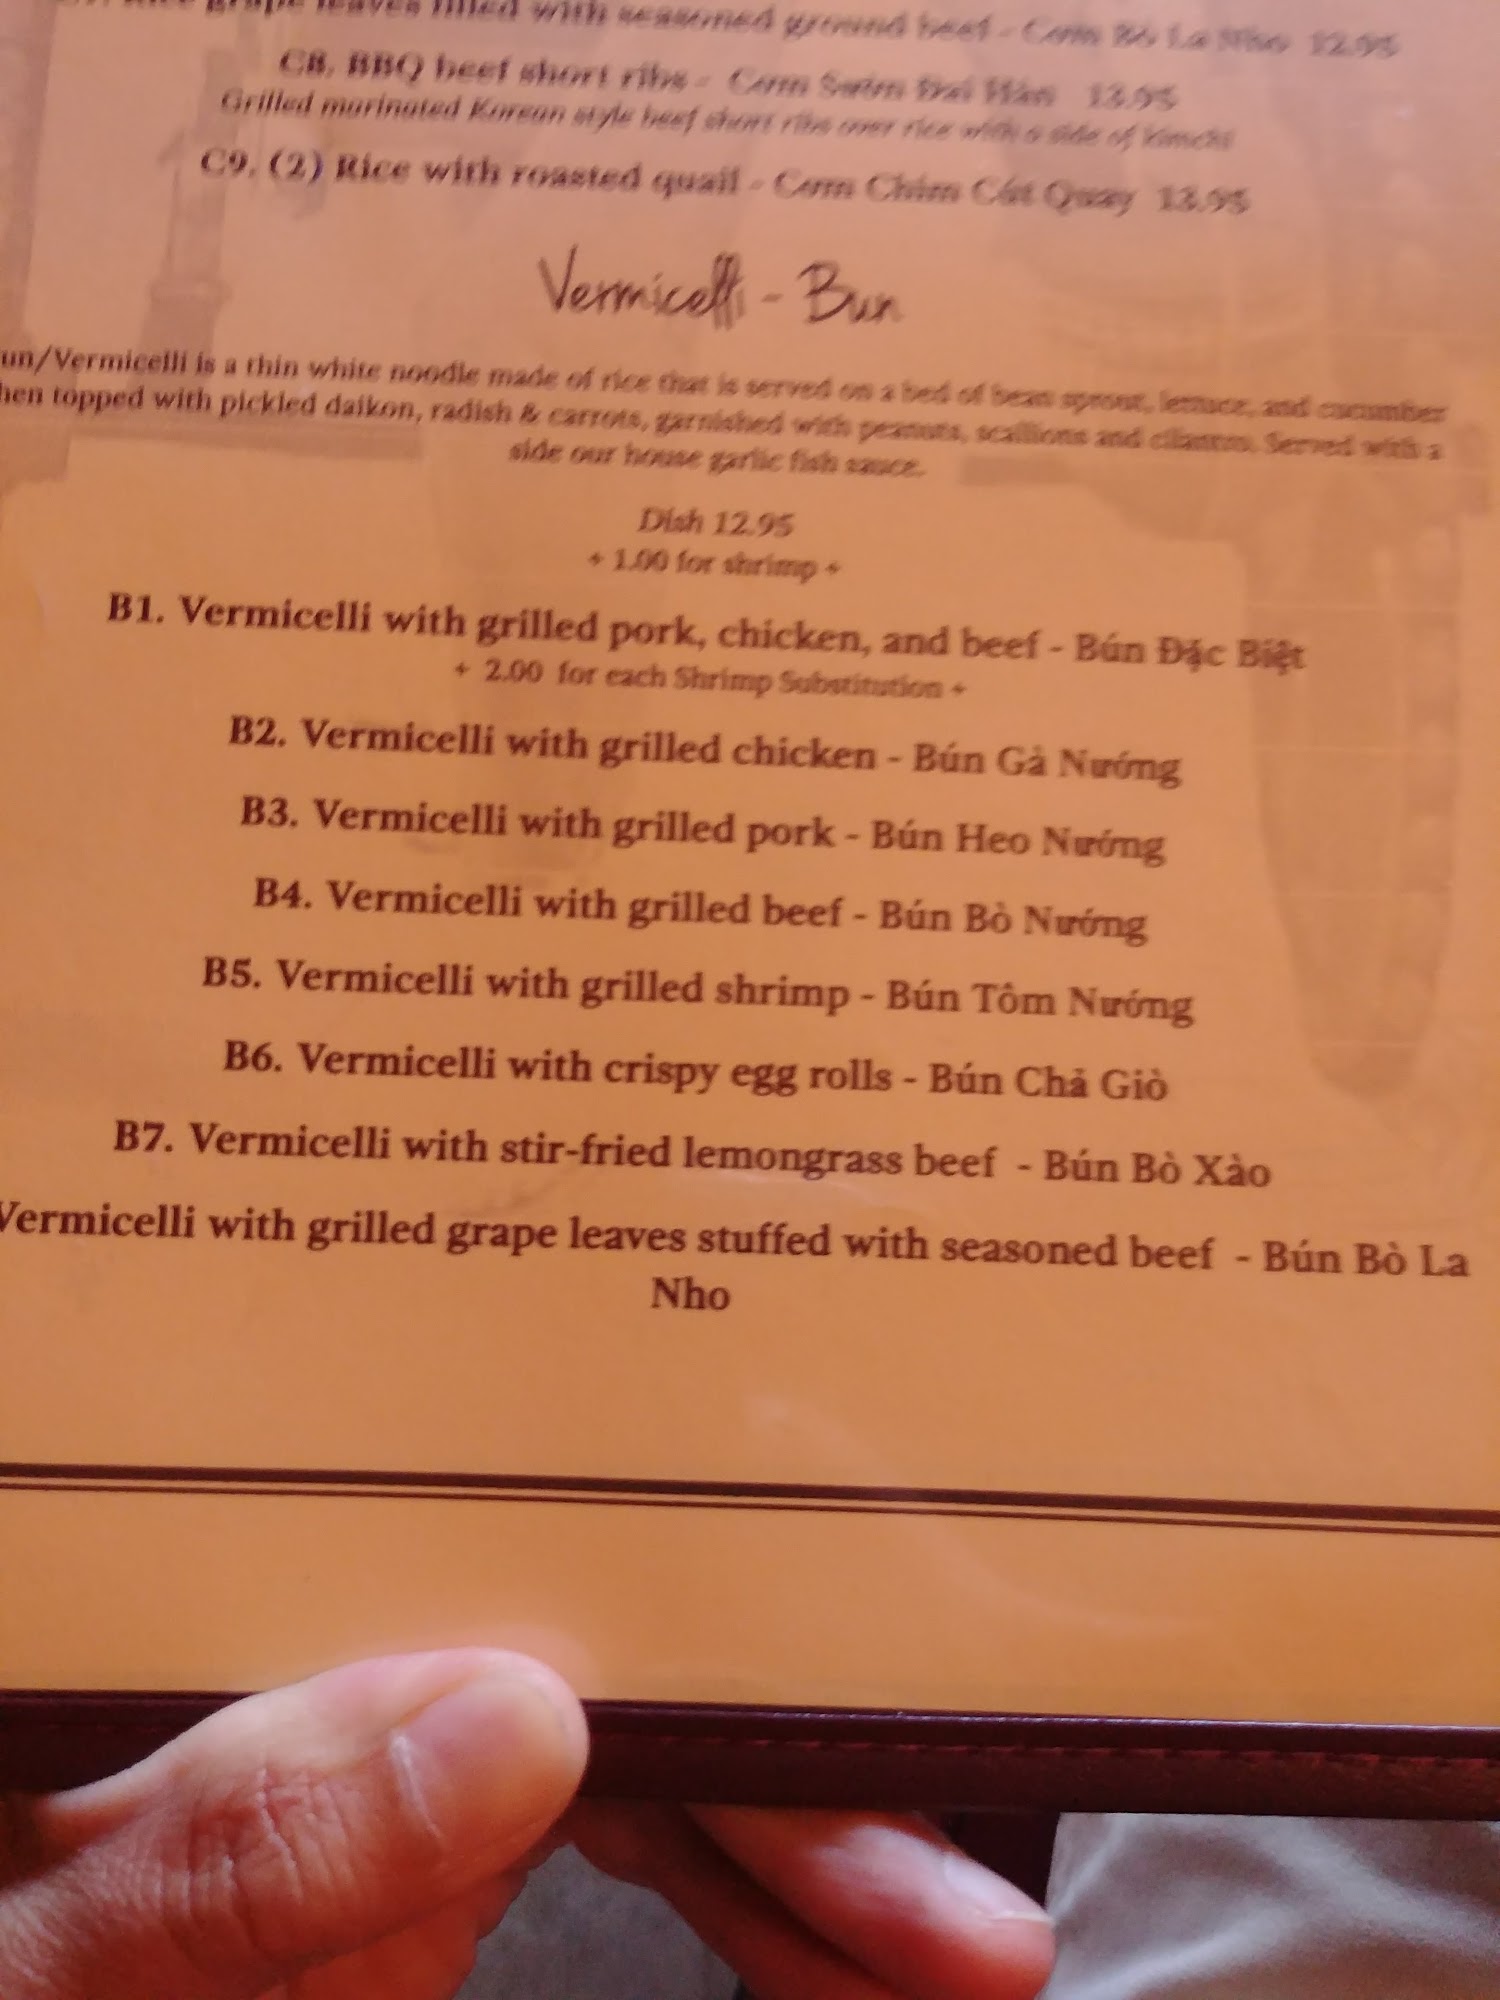 grape leaves filled with seasoned ground beef - Cơm Bò La Nho 12.95
C8. BBQ beef short ribs - Cơm Sườn Đại Hàn 13.95
Grilled marinated Korean style beef short ribs over rice with a side of kimchi
C9. (2) Rice with roasted quail - Cơm Chim Cút Quay 13.95
Vermicelli - Bun
un/Vermicelli is a thin white noodle made of rice that is served on a bed of bean sprout, lettuce, and cucumber
hen topped with pickled daikon, radish & carrots, garnished with peanuts, scallions and cilantro. Served with a
side our house garlic fish sauce.
Dish 12.95
+ 1.00 for shrimp +
B1. Vermicelli with grilled pork, chicken, and beef - Bún Đặc Biệt
+ 2.00 for each Shrimp Substitution +
B2. Vermicelli with grilled chicken - Bún Gà Nướng
B3. Vermicelli with grilled pork - Bún Heo Nướng
B4. Vermicelli with grilled beef - Bún Bò Nướng
B5. Vermicelli with grilled shrimp - Bún Tôm Nướng
B6. Vermicelli with crispy egg rolls - Bún Chả Giò
B7. Vermicelli with stir-fried lemongrass beef - Bún Bò Xào
Vermicelli with grilled grape leaves stuffed with seasoned beef - Bún Bò La
Nho